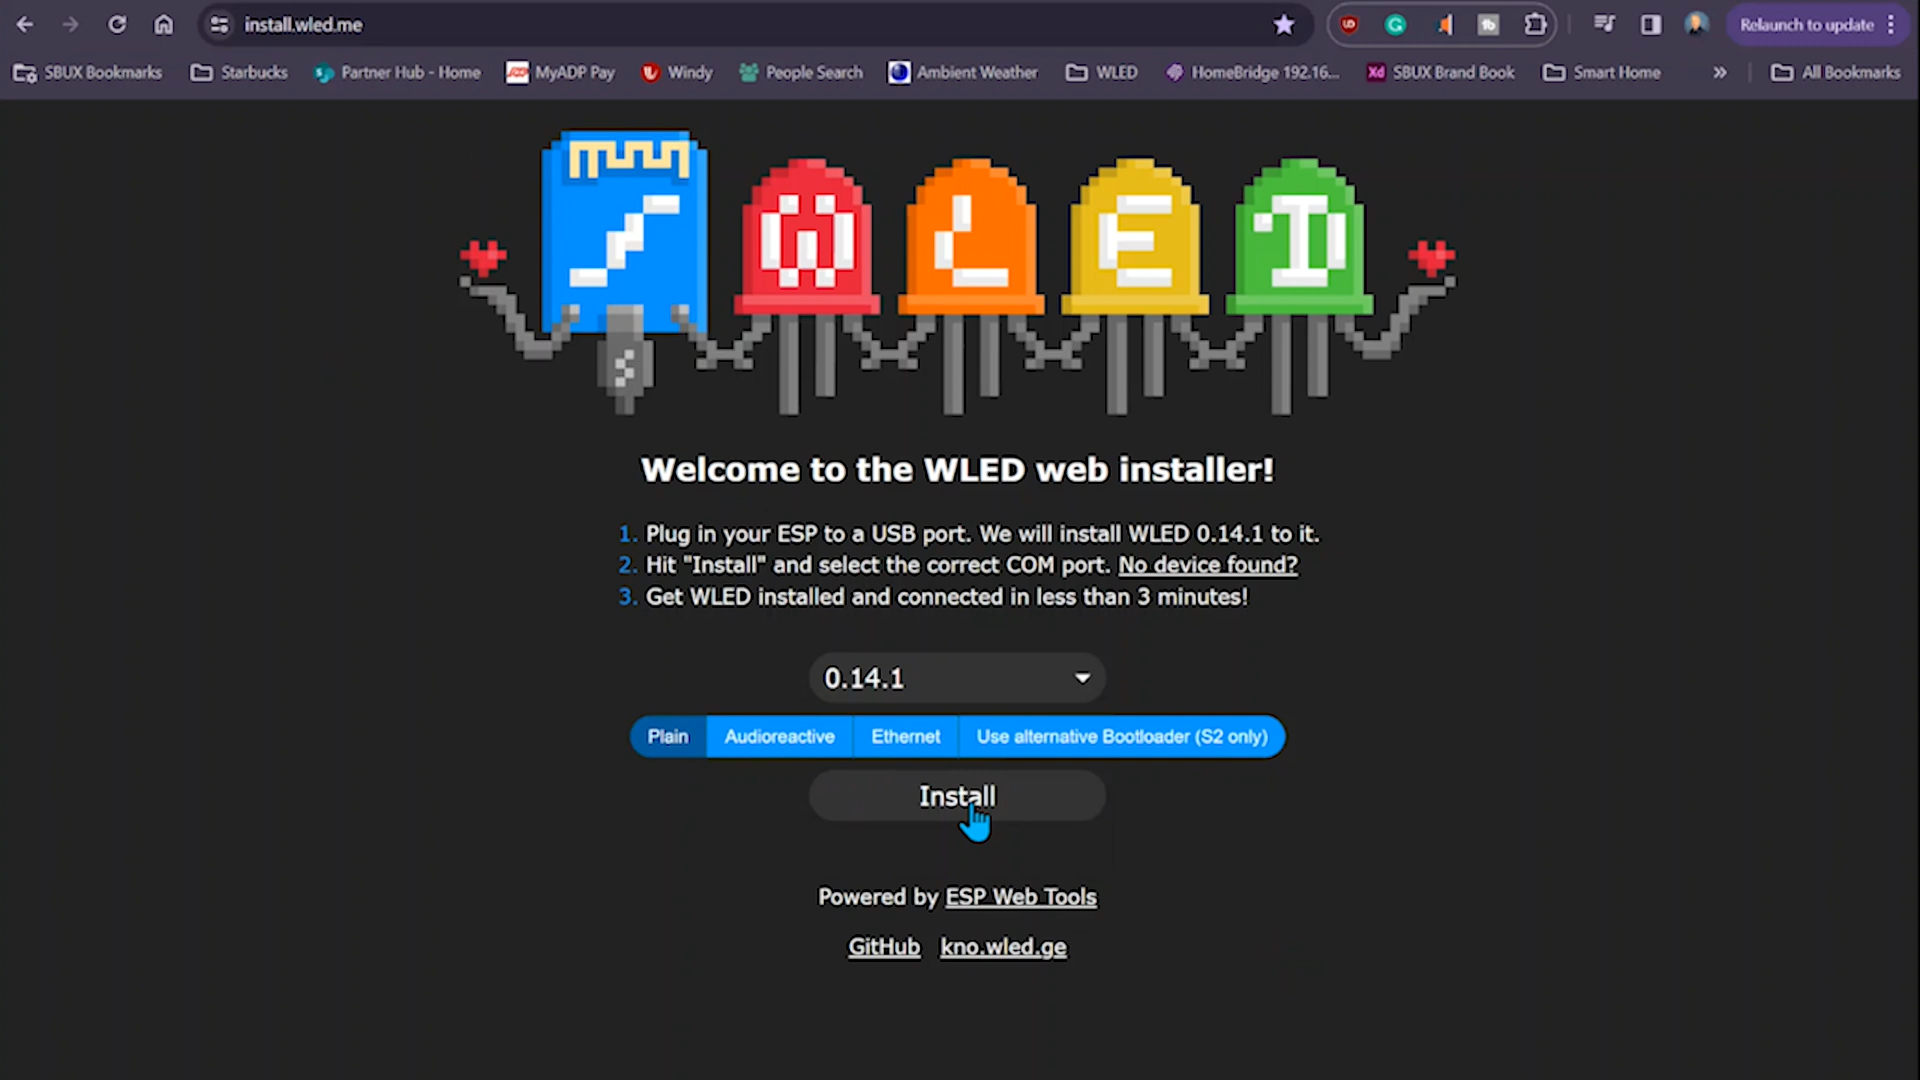 install.wled.me
Relaunch to update
SBUX Bookmarks Starbucks Partner Hub - Home MyADP Pay Windy People Search Ambient Weather WLED HomeBridge 192.16... SBUX Brand Book Smart Home » All Bookmarks
WLED
Welcome to the WLED web installer!
1. Plug in your ESP to a USB port. We will install WLED 0.14.1 to it.
2. Hit "Install" and select the correct COM port. No device found?
3. Get WLED installed and connected in less than 3 minutes!
0.14.1
Plain Audioreactive Ethernet Use alternative Bootloader (S2 only)
Install
Powered by ESP Web Tools
GitHub kno.wled.ge